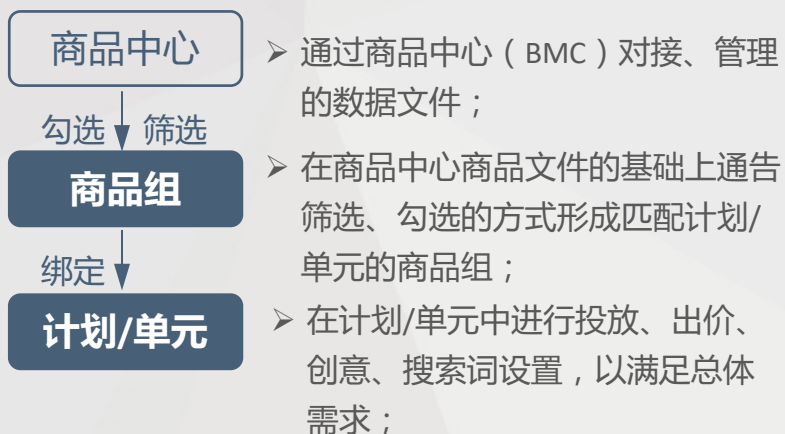 商品中心
勾选 筛选
商品组
绑定
计划/单元
➢ 通过商品中心（BMC）对接、管理
的数据文件；
➢ 在商品中心商品文件的基础上通告
筛选、勾选的方式形成匹配计划/
单元的商品组；
➢ 在计划/单元中进行投放、出价、
创意、搜索词设置，以满足总体
需求；